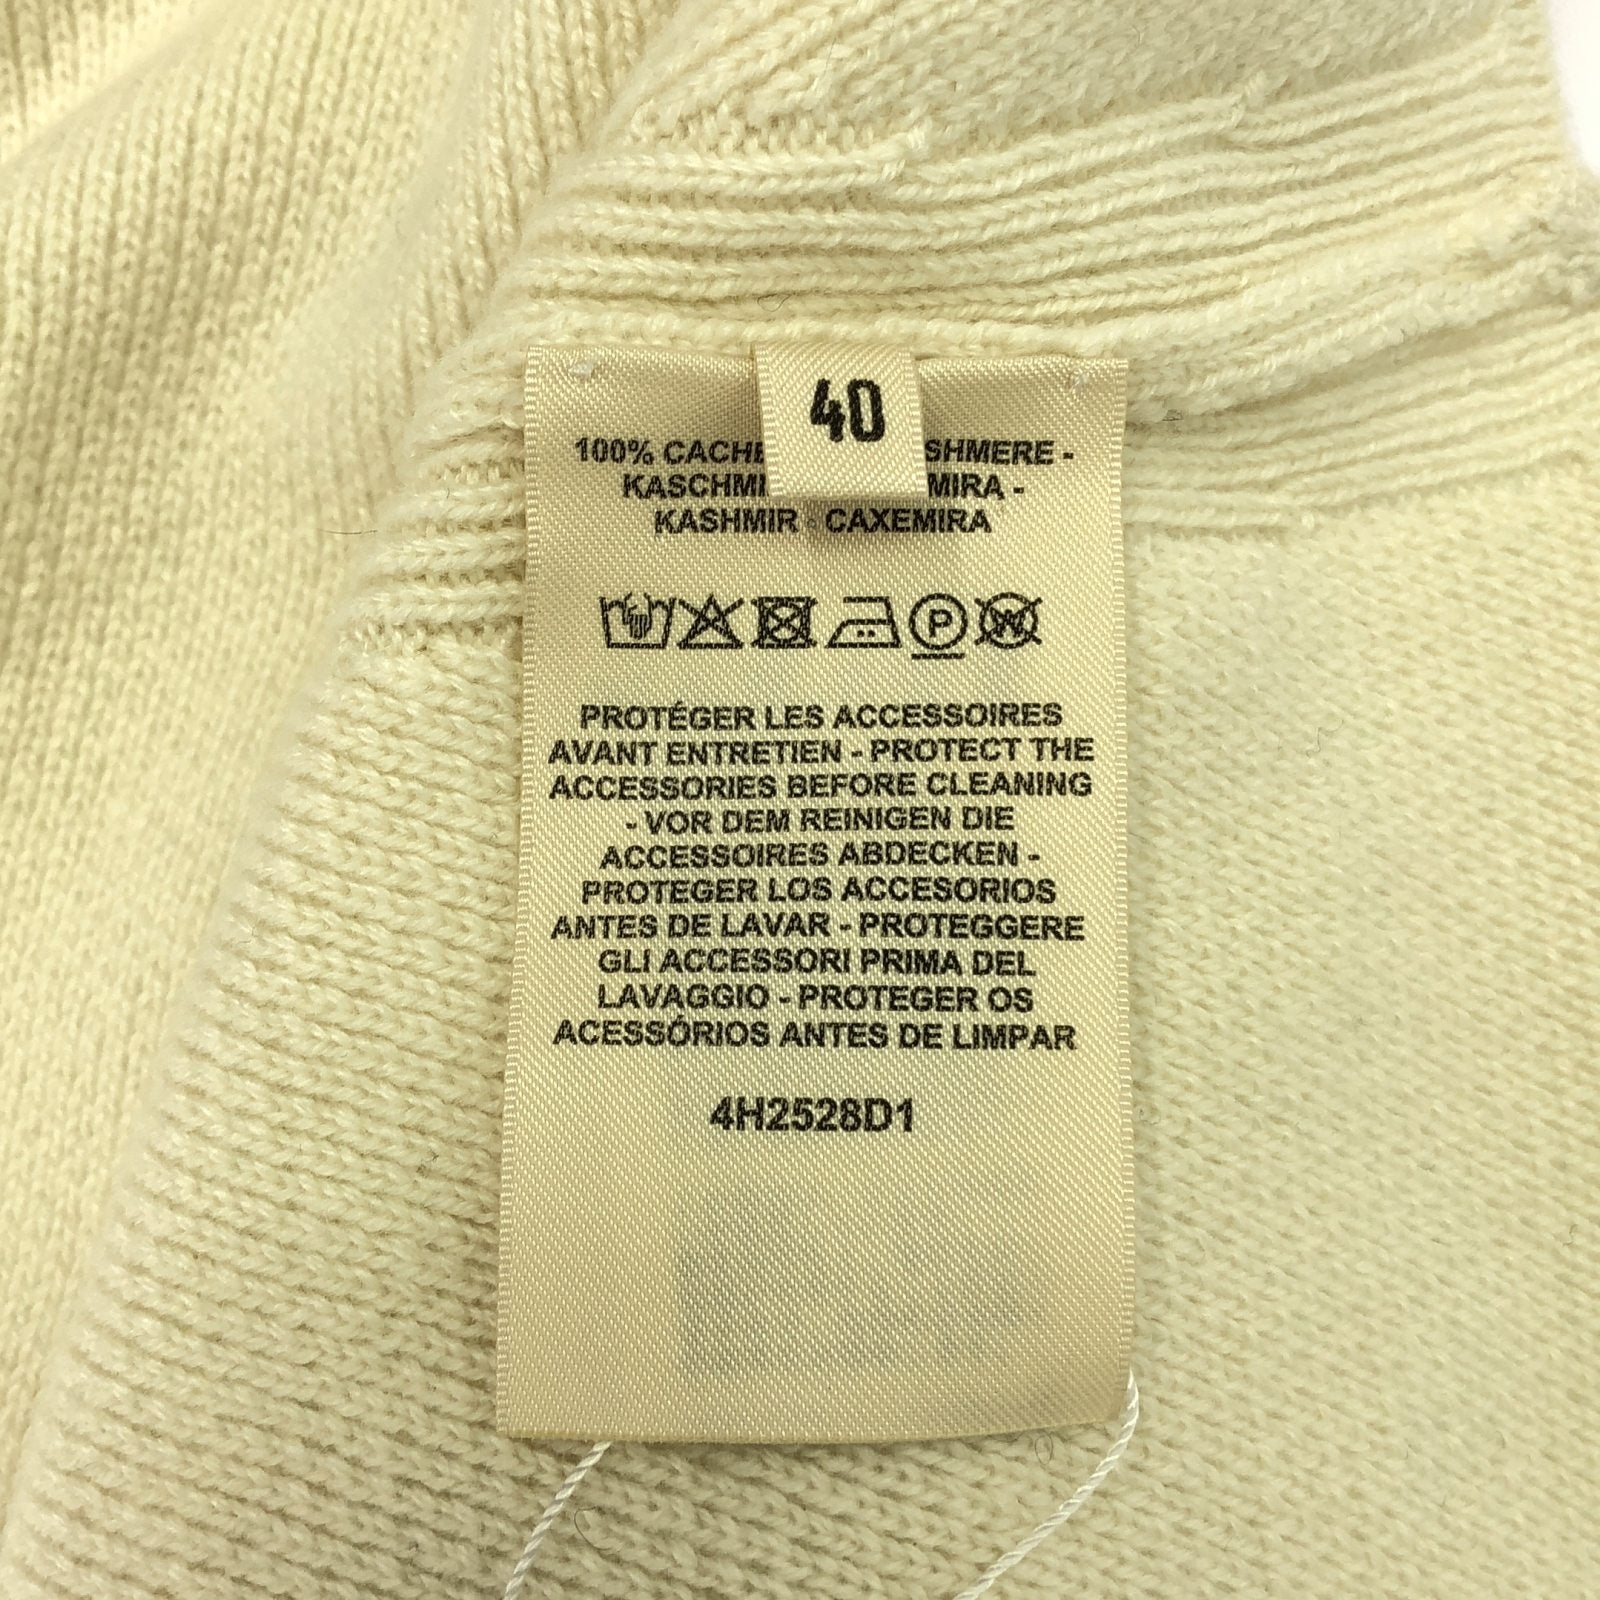 40
100% SHMERE -
MIRA -
KASHMIR - CAXEMIRA
P W
PROTÉGER LES ACCESSOIRES
AVANT ENTRETIEN - PROTECT THE
ACCESSORIES BEFORE CLEANING
- VOR DEM REINIGEN DIE
ACCESSOIRES ABDECKEN -
PROTEGER LOS ACCESORIOS
ANTES DE LAVAR - PROTEGGERE
GLI ACCESSORI PRIMA DEL
LAVAGGIO - PROTEGER OS
ACESSÓRIOS ANTES DE LIMPAR
4H2528D1